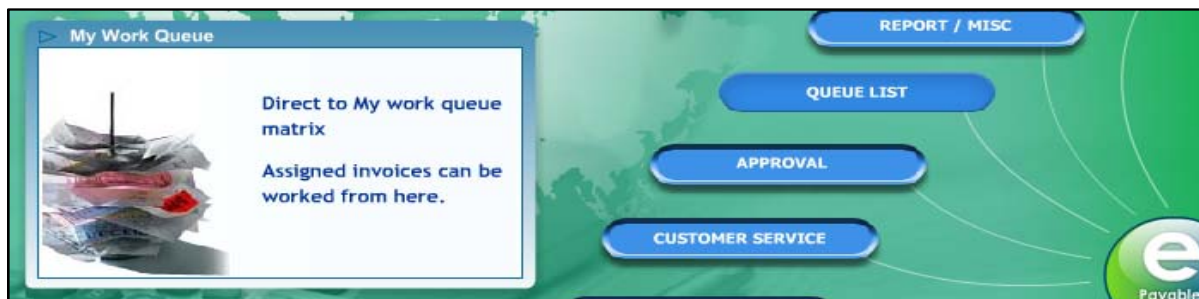 My Work Queue
Direct to My work queue
matrix
Assigned invoices can be
worked from here.
REPORT / MISC
QUEUE LIST
APPROVAL
CUSTOMER SERVICE
e
Payable